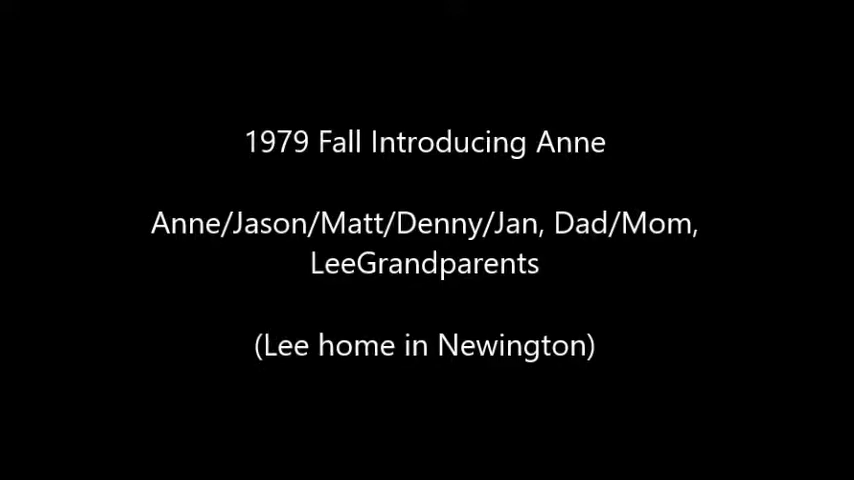 1979 Fall Introducing Anne
Anne/Jason/Matt/Denny/Jan, Dad/Mom,
LeeGrandparents
(Lee home in Newington)